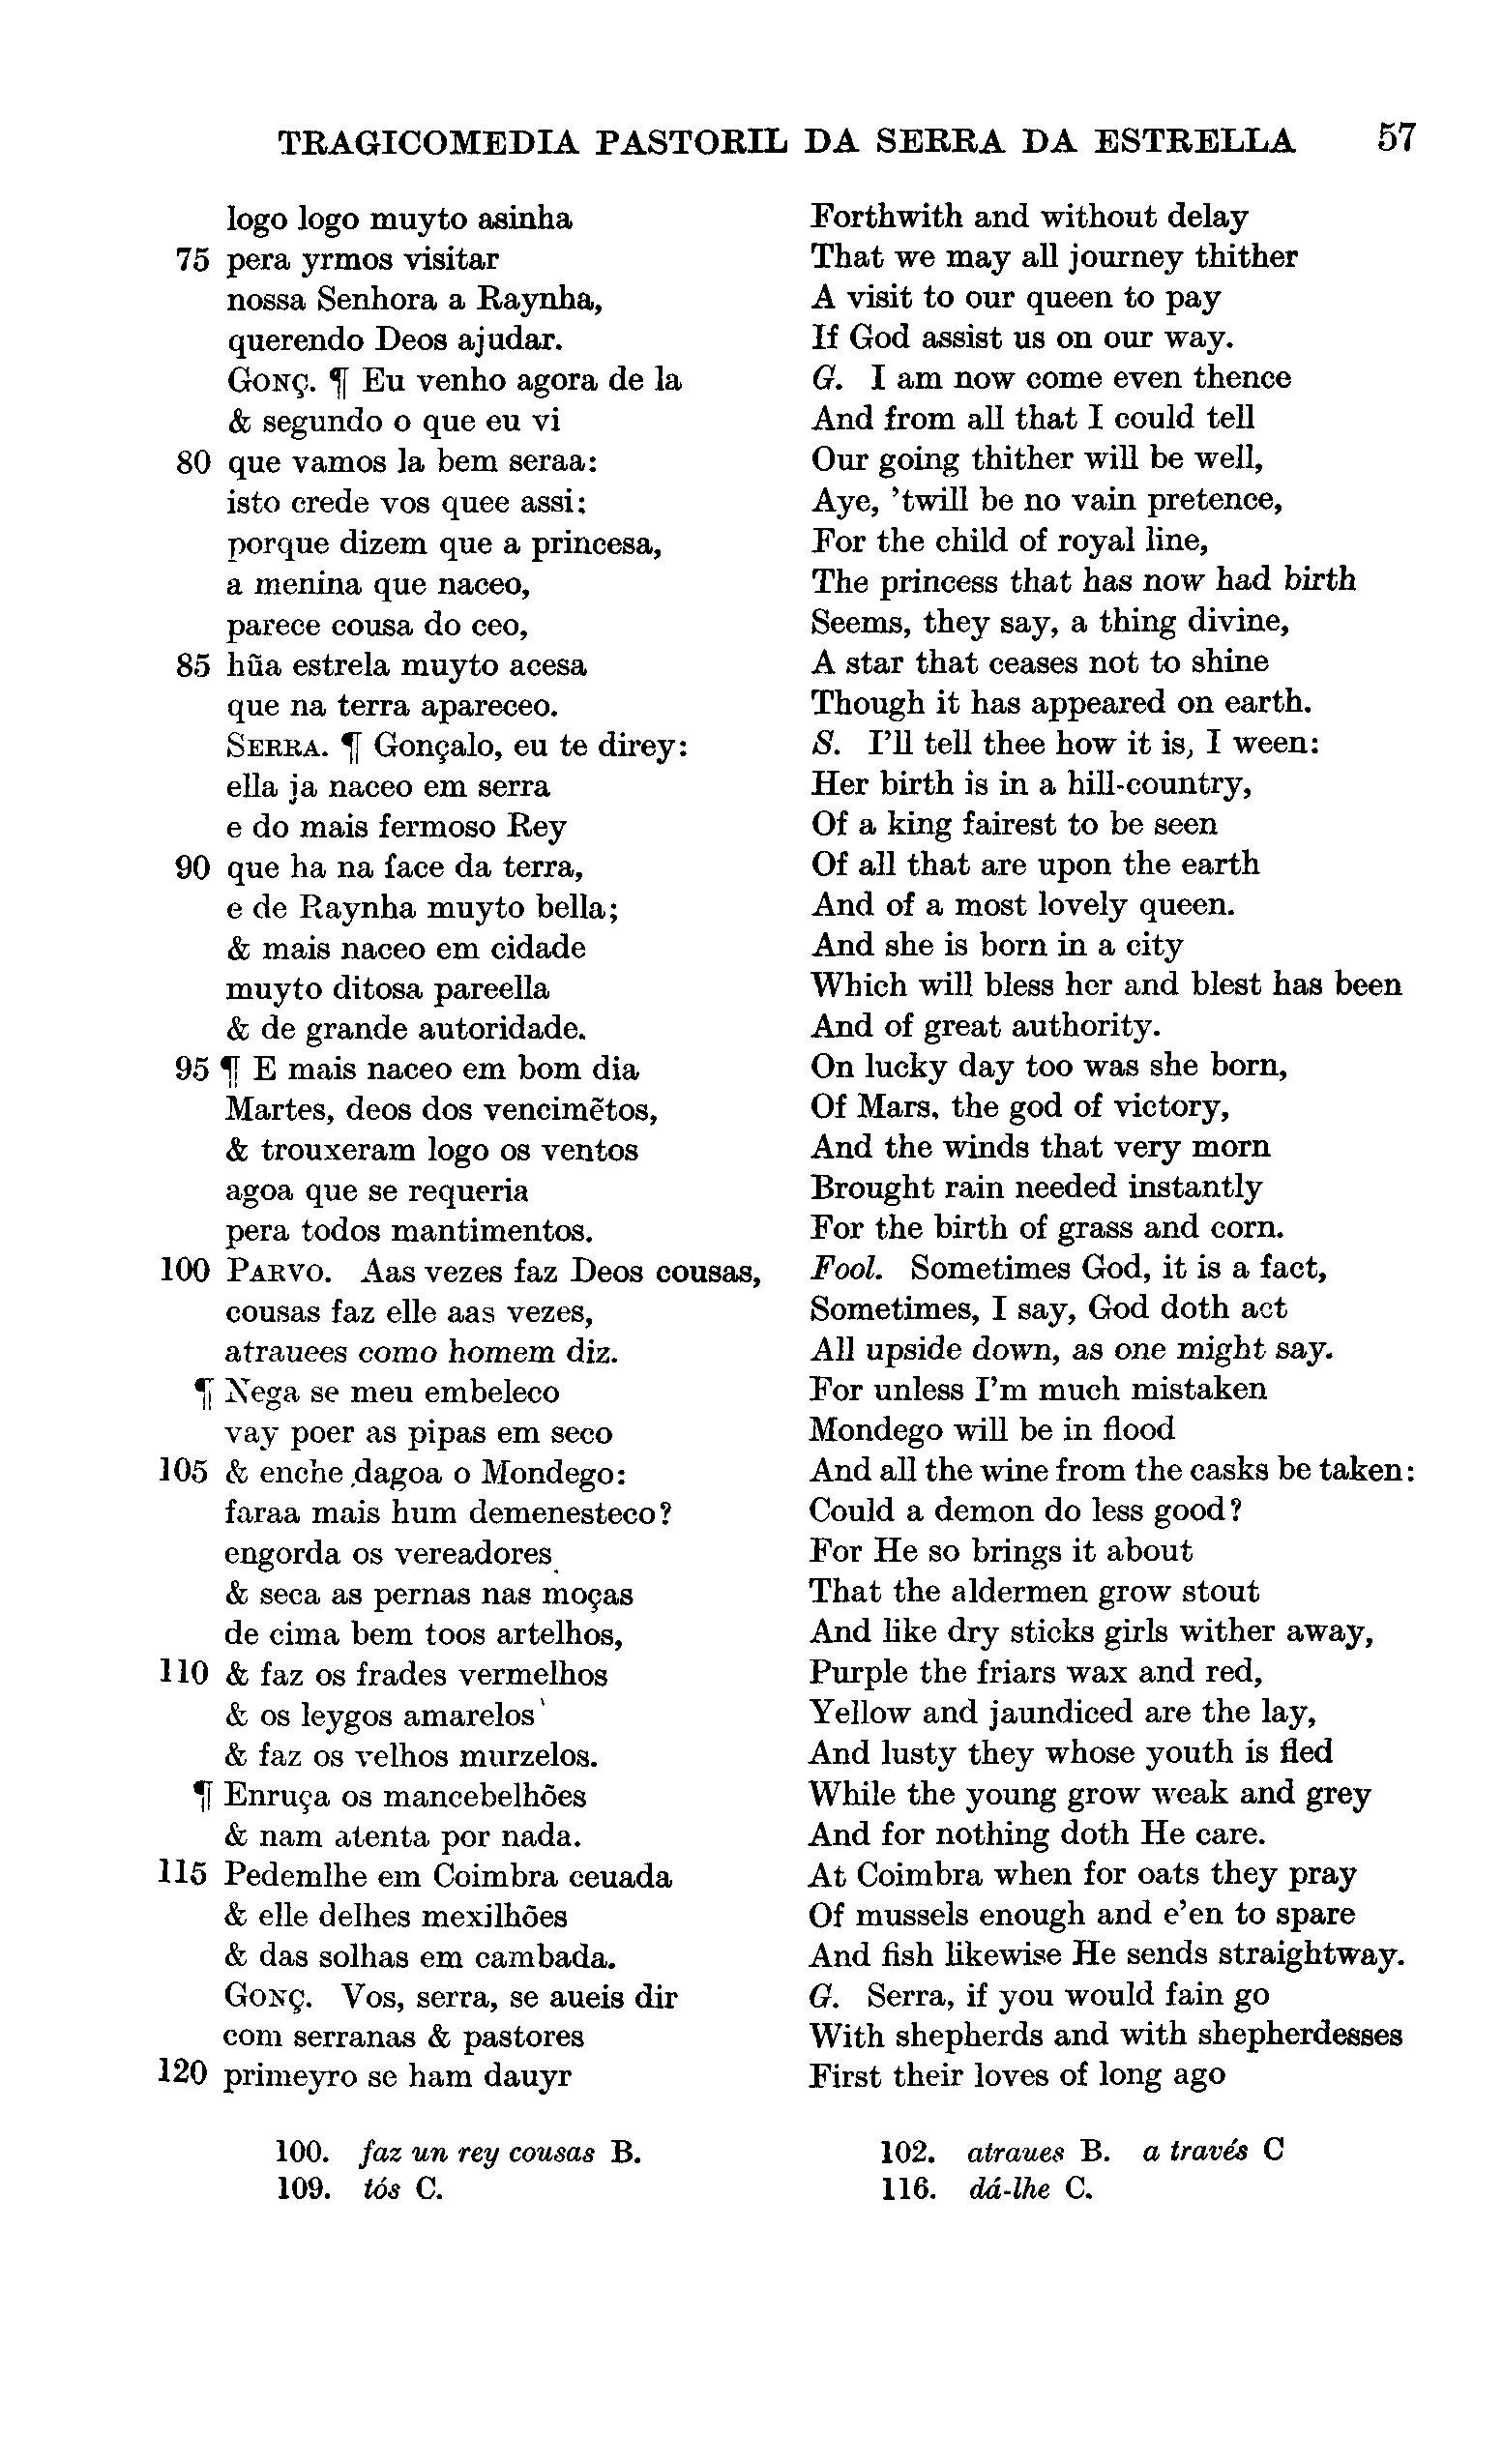 TRAGICOMEDIA PASTORIL DA SERRA DA ESTRELLA 57
logo logo muyto asinha
75 pera yrmos visitar
nossa Senhora a Raynha,
querendo Deos ajudar.
GONÇ. ¶ Eu venho agora de la
& segundo o que eu vi
80 que vamos la bem seraa:
isto crede vos quee assi;
porque dizem que a princesa,
a menina que naceo,
parece cousa do ceo,
85 hũa estrela muyto acesa
que na terra apareceo.
SERRA. ¶ Gonçalo, eu te direy:
ella ja naceo em serra
e do mais fermoso Rey
90 que ha na face da terra,
e de Raynha muyto bella;
& mais naceo em cidade
muyto ditosa pareella
& de grande autoridade.
95 ¶ E mais naceo em bom dia
Martes, deos dos vencimẽtos,
& trouxeram logo os ventos
agoa que se requeria
pera todos mantimentos.
100 PARVO. Aas vezes faz Deos cousas,
cousas faz elle aas vezes,
atrauees como homem diz.
¶ Nega se meu embeleco
vay poer as pipas em seco
105 & enche dagoa o Mondego:
faraa mais hum demenesteco?
engorda os vereadores
& seca as pernas nas moças
de cima bem toos artelhos,
110 & faz os frades vermelhos
& os leygos amarelos
& faz os velhos murzelos.
¶ Enruça os mancebelhões
& nam atenta por nada.
115 Pedemlhe em Coimbra ceuada
& elle delhes mexilhões
& das solhas em cambada.
GONÇ. Vos, serra, se aueis dir
com serranas & pastores
120 primeyro se ham dauyr
Forthwith and without delay
That we may all journey thither
A visit to our queen to pay
If God assist us on our way.
G. I am now come even thence
And from all that I could tell
Our going thither will be well,
Aye, 'twill be no vain pretence,
For the child of royal line,
The princess that has now had birth
Seems, they say, a thing divine,
A star that ceases not to shine
Though it has appeared on earth.
S. I'll tell thee how it is, I ween:
Her birth is in a hill-country,
Of a king fairest to be seen
Of all that are upon the earth
And of a most lovely queen.
And she is born in a city
Which will bless her and blest has been
And of great authority.
On lucky day too was she born,
Of Mars, the god of victory,
And the winds that very morn
Brought rain needed instantly
For the birth of grass and corn.
Fool. Sometimes God, it is a fact,
Sometimes, I say, God doth act
All upside down, as one might say.
For unless I'm much mistaken
Mondego will be in flood
And all the wine from the casks be taken:
Could a demon do less good?
For He so brings it about
That the aldermen grow stout
And like dry sticks girls wither away,
Purple the friars wax and red,
Yellow and jaundiced are the lay,
And lusty they whose youth is fled
While the young grow weak and grey
And for nothing doth He care.
At Coimbra when for oats they pray
Of mussels enough and e'en to spare
And fish likewise He sends straightway.
G. Serra, if you would fain go
With shepherds and with shepherdesses
First their loves of long ago
100. faz un rey cousas B.
109. tós C.
102. atraues B. a través C
116. dá-lhe C.